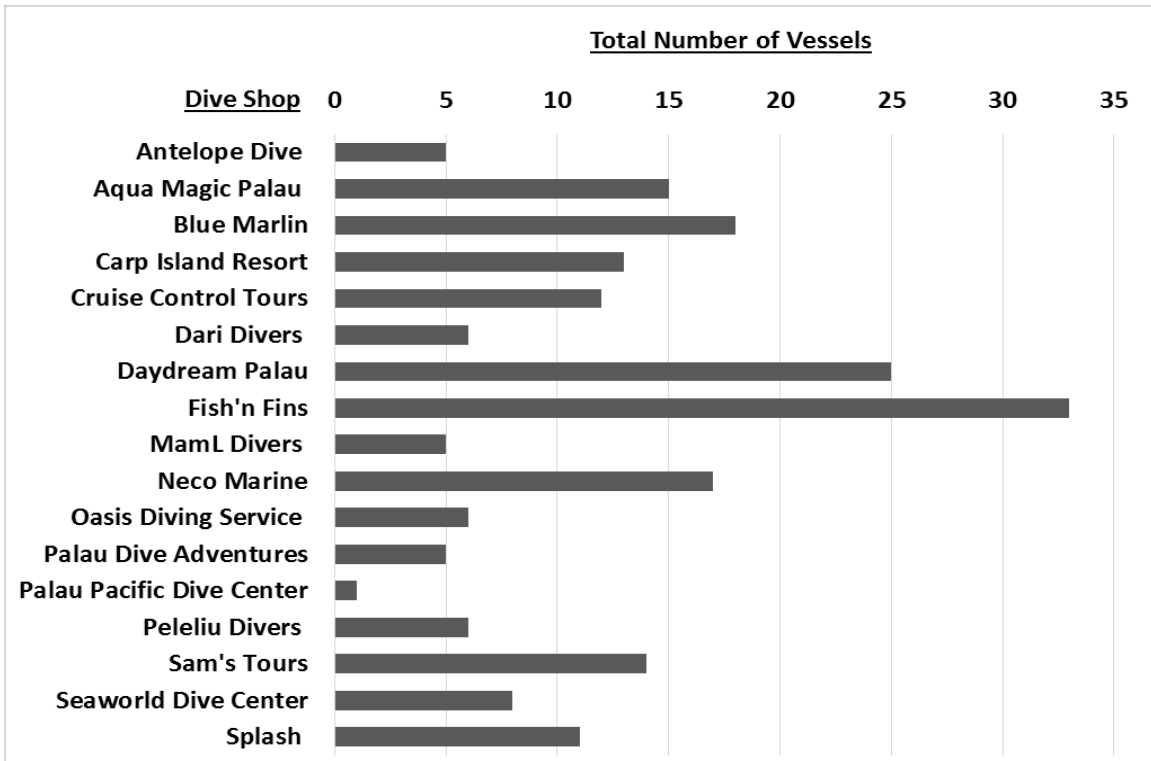 Total Number of Vessels
Dive Shop 0 5 10 15 20 25 30 35
Antelope Dive
Aqua Magic Palau
Blue Marlin
Carp Island Resort
Cruise Control Tours
Dari Divers
Daydream Palau
Fish'n Fins
MamL Divers
Neco Marine
Oasis Diving Service
Palau Dive Adventures
Palau Pacific Dive Center
Peleliu Divers
Sam's Tours
Seaworld Dive Center
Splash